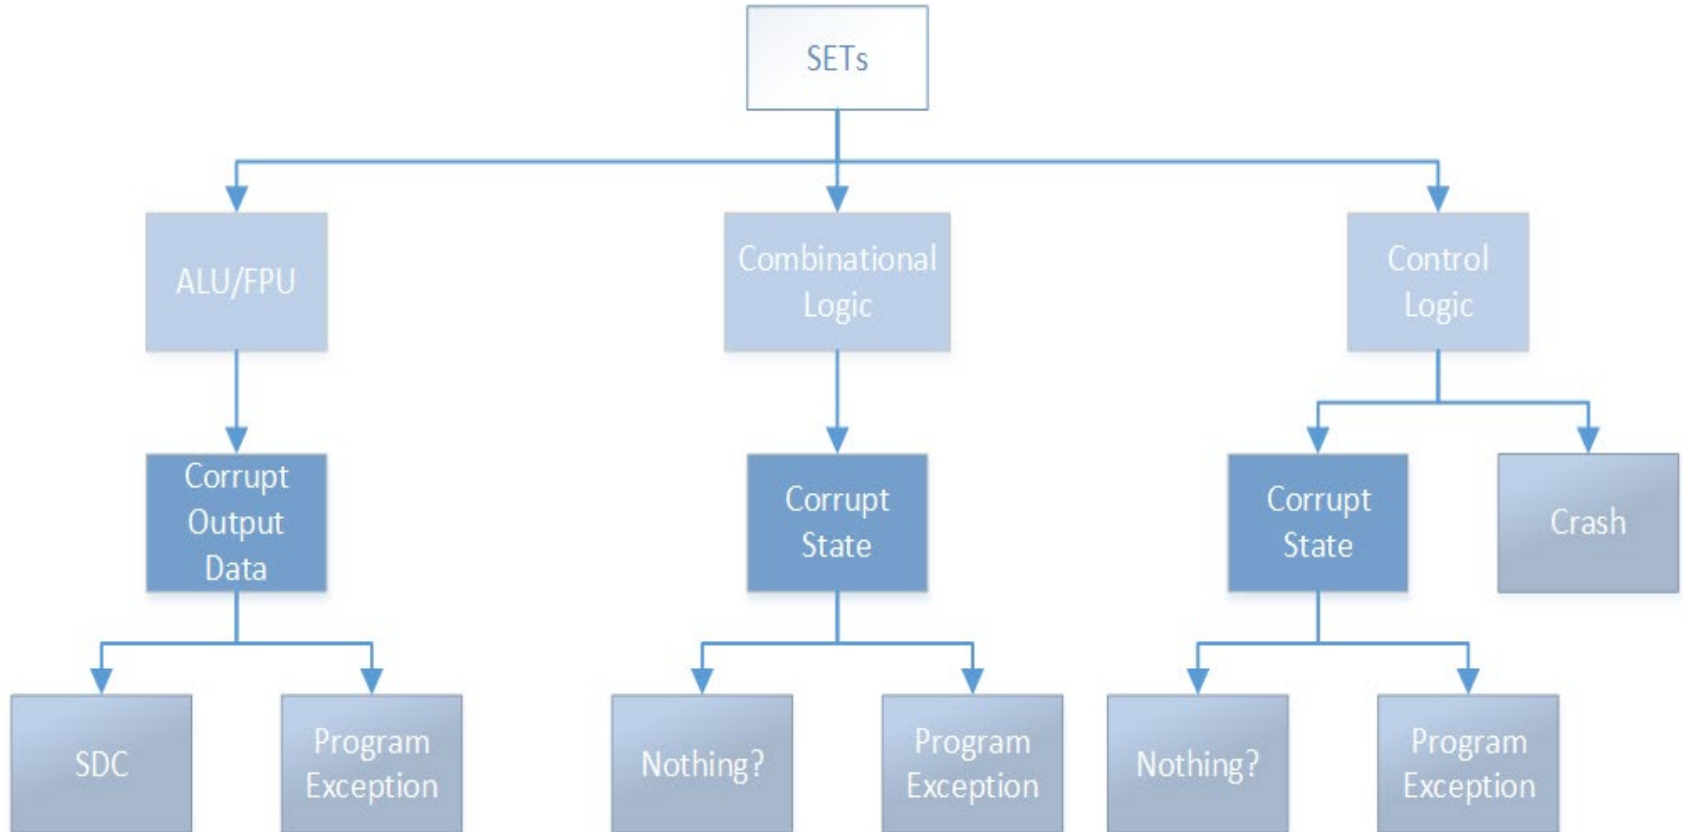 SETs
ALU/FPU
Combinational
Logic
Control
Logic
Corrupt
Output
Data
Corrupt
State
Corrupt
State
Crash
SDC
Program
Exception
Nothing?
Program
Exception
Nothing?
Program
Exception